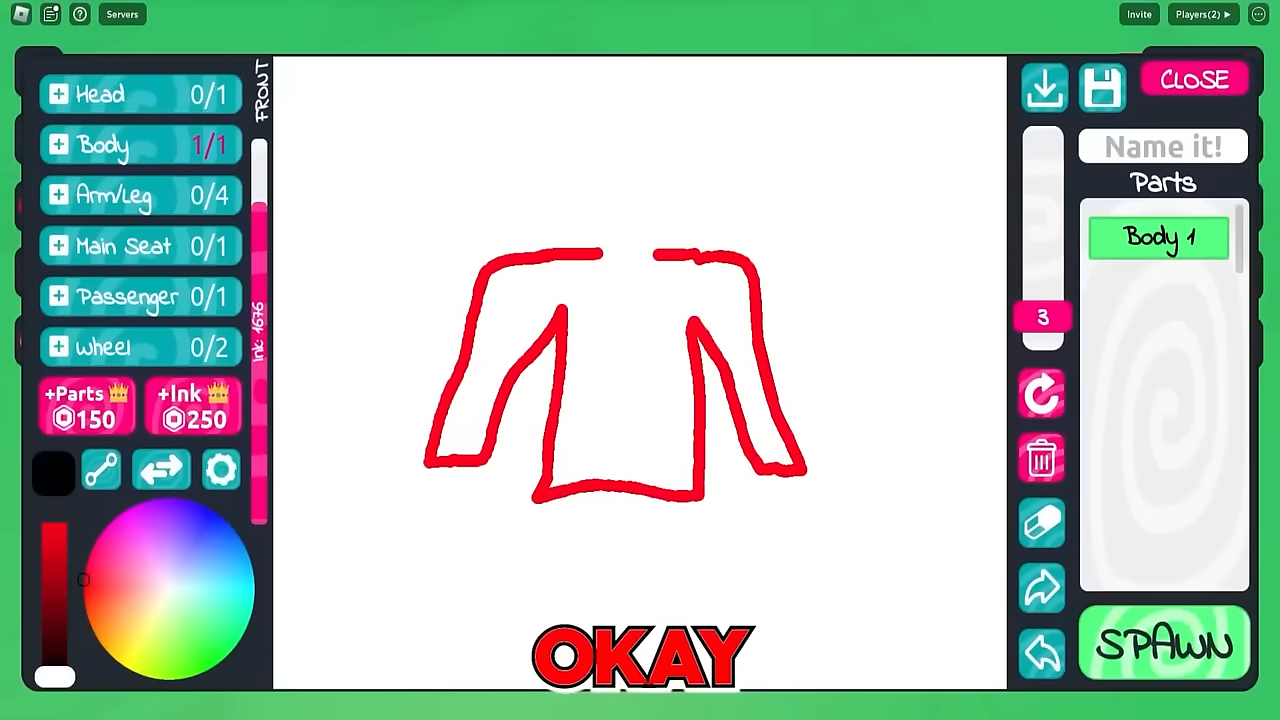 Servers
Invite
Players(2)
Head 0/1
Body 1/1
Arm/Leg 0/4
Main Seat 0/1
Passenger 0/1
Wheel 0/2
+Parts
150
+Ink
250
FRONT
Ink: 1676
CLOSE
Name it!
Parts
Body 1
3
SPAWN
OKAY